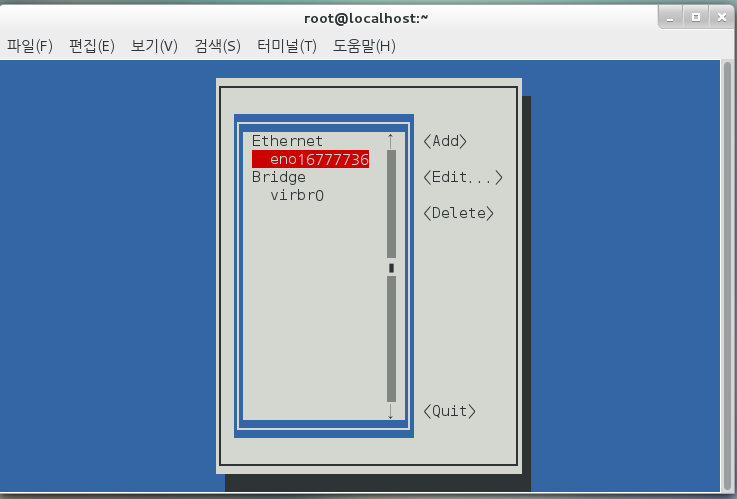 root@localhost:~
파일(F) 편집(E) 보기(V) 검색(S) 터미널(T) 도움말(H)
Ethernet ↑ <Add>
eno16777736
Bridge <Edit...>
virbr0
<Delete>
↓ <Quit>